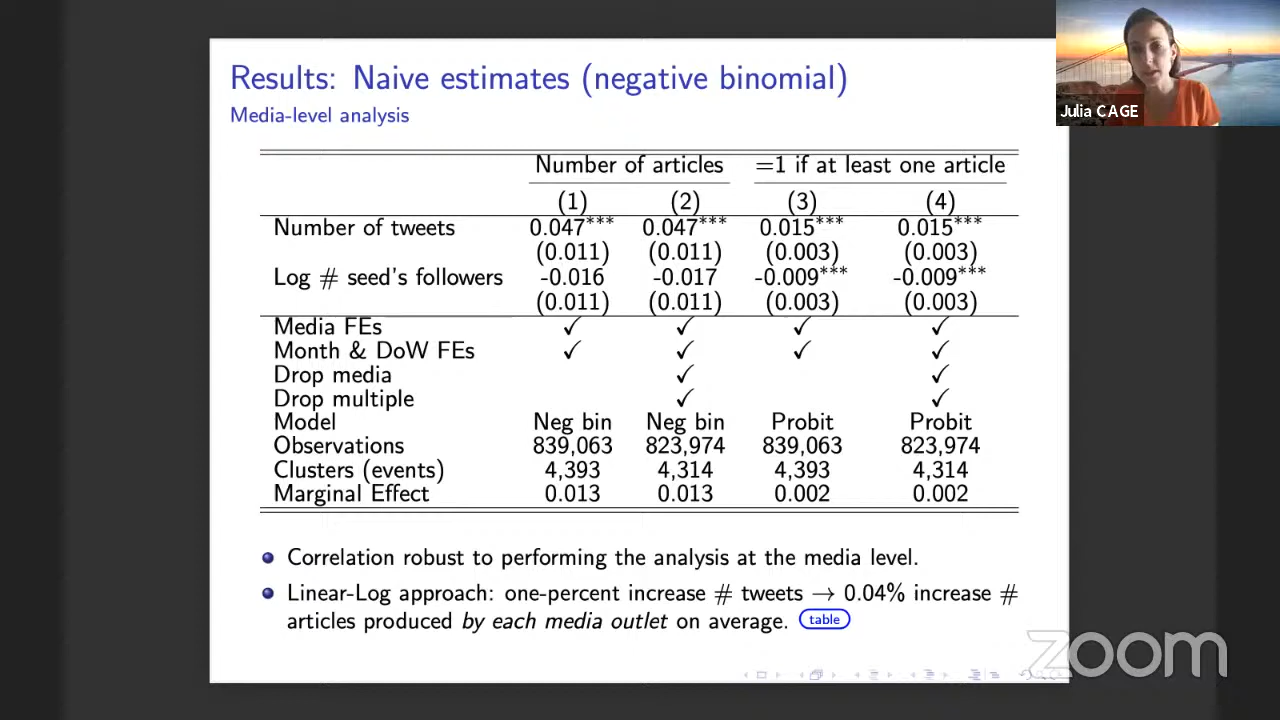 Results: Naive estimates (negative binomial)
Media-level analysis
Number of articles =1 if at least one article
(1) (2) (3) (4)
Number of tweets 0.047*** 0.047*** 0.015*** 0.015***
(0.011) (0.011) (0.003) (0.003)
Log # seed's followers -0.016 -0.017 -0.009*** -0.009***
(0.011) (0.011) (0.003) (0.003)
Media FEs ✓ ✓ ✓ ✓
Month & DoW FEs ✓ ✓ ✓ ✓
Drop media ✓ ✓
Drop multiple ✓ ✓
Model Neg bin Neg bin Probit Probit
Observations 839,063 823,974 839,063 823,974
Clusters (events) 4,393 4,314 4,393 4,314
Marginal Effect 0.013 0.013 0.002 0.002
Correlation robust to performing the analysis at the media level.
Linear-Log approach: one-percent increase # tweets → 0.04% increase #
articles produced by each media outlet on average. table
Julia CAGE
zoom